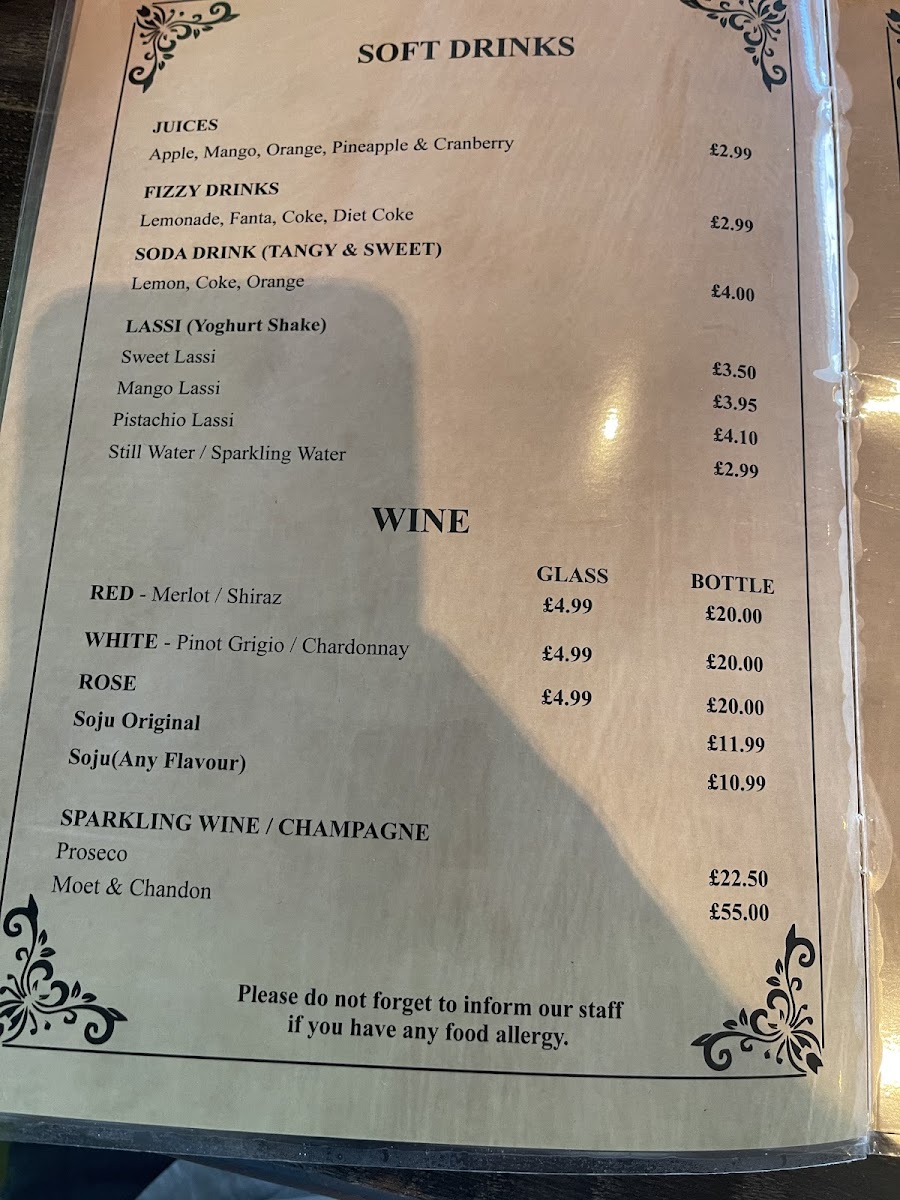 SOFT DRINKS
JUICES
Apple, Mango, Orange, Pineapple & Cranberry £2.99
FIZZY DRINKS
Lemonade, Fanta, Coke, Diet Coke £2.99
SODA DRINK (TANGY & SWEET)
Lemon, Coke, Orange £4.00
LASSI (Yoghurt Shake)
Sweet Lassi £3.50
Mango Lassi £3.95
Pistachio Lassi £4.10
Still Water / Sparkling Water £2.99
WINE
GLASS BOTTLE
RED - Merlot / Shiraz £4.99 £20.00
WHITE - Pinot Grigio / Chardonnay £4.99 £20.00
ROSE £4.99 £20.00
Soju Original £11.99
Soju(Any Flavour) £10.99
SPARKLING WINE / CHAMPAGNE
Proseco £22.50
Moet & Chandon £55.00
Please do not forget to inform our staff
if you have any food allergy.